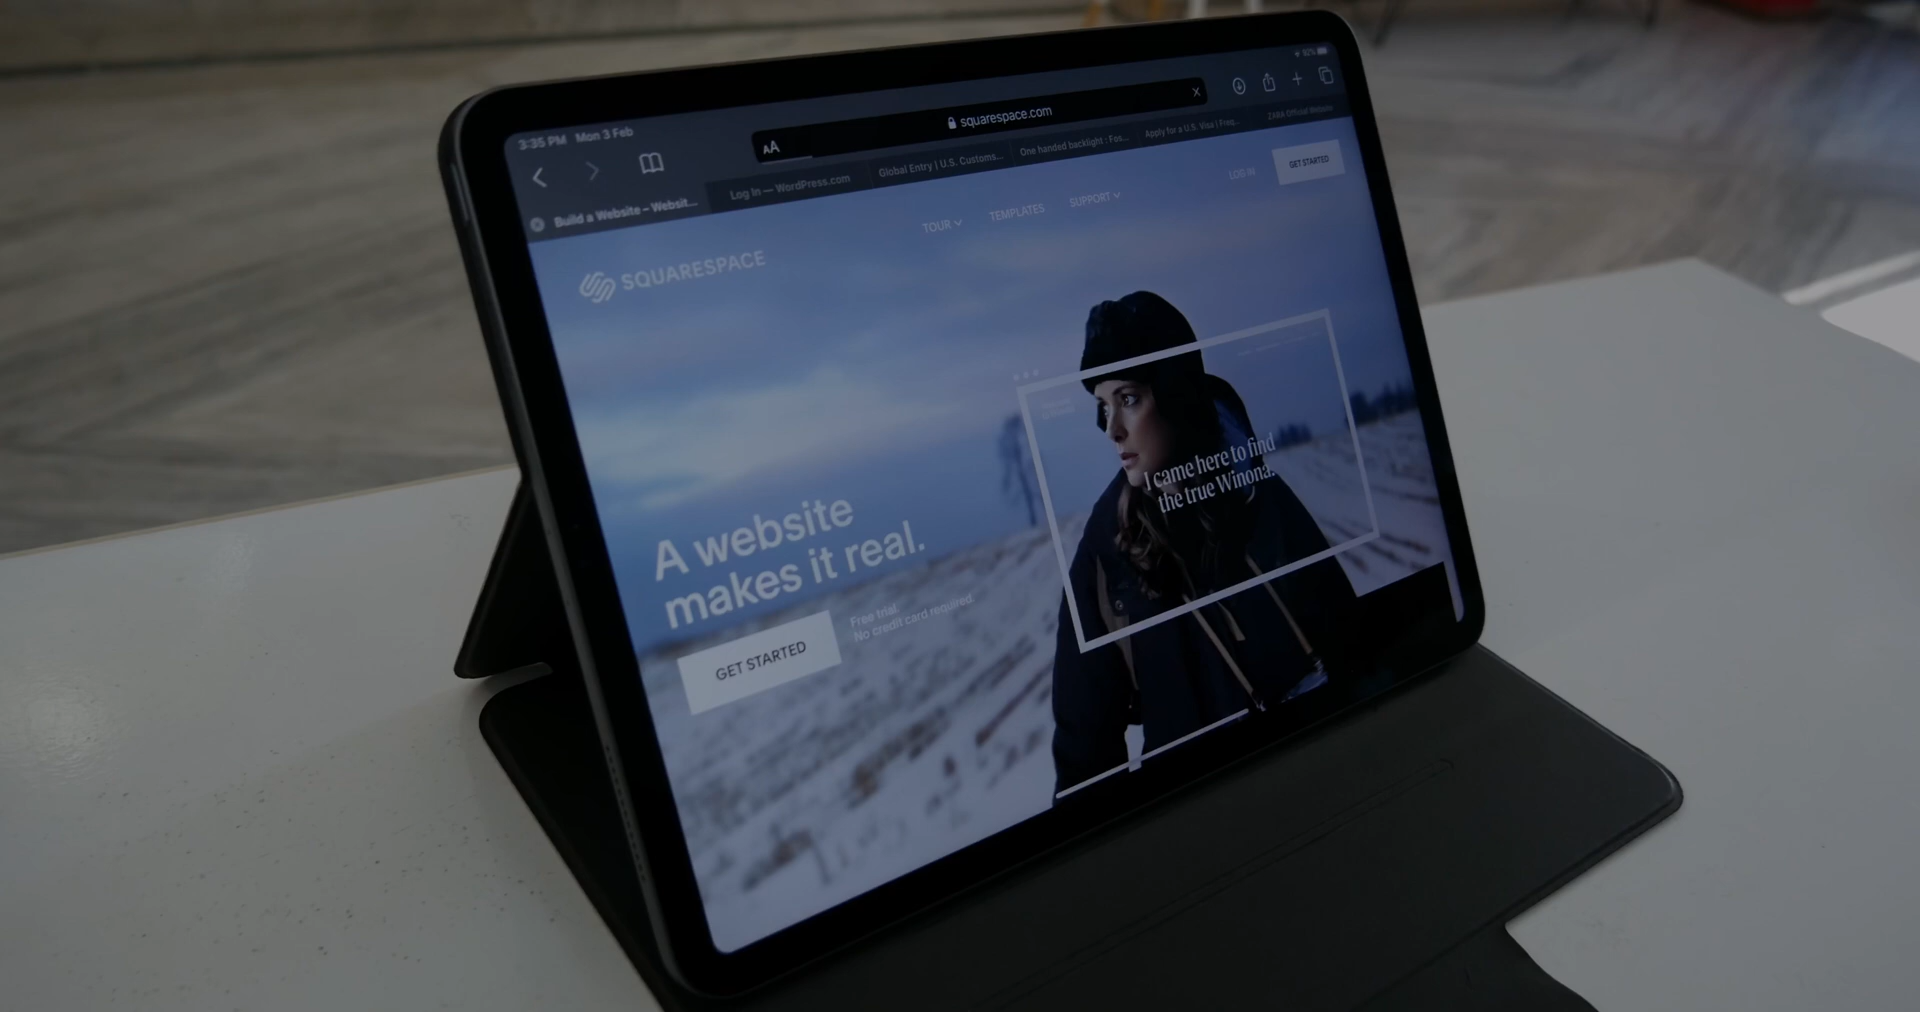 3:35 PM Mon 3 Feb
92%
AA
squarespace.com
Build a Website – Websit...
Log In — WordPress.com
Global Entry | U.S. Customs...
One handed backlight : Fos...
Apply for a U.S. Visa | Freq...
ZARA Official Website
SQUARESPACE
TOUR
TEMPLATES
SUPPORT
LOG IN
GET STARTED
A website
makes it real.
GET STARTED
Free trial.
No credit card required.
I came here to find
the true Winona.